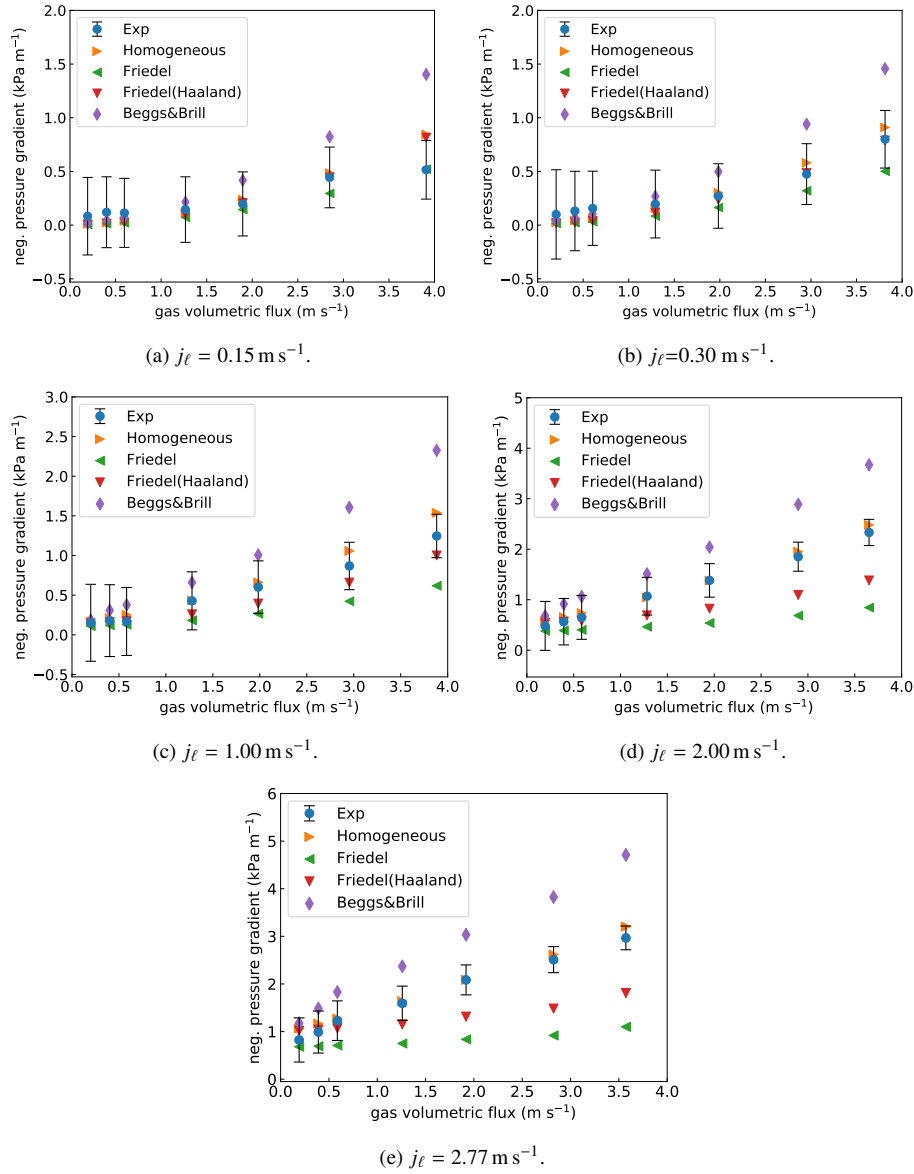 2.0
1.5
1.0
0.5
0.0
−0.5
neg. pressure gradient (kPa m⁻¹)
Exp
Homogeneous
Friedel
Friedel(Haaland)
Beggs&Brill
0.0 0.5 1.0 1.5 2.0 2.5 3.0 3.5 4.0
gas volumetric flux (m s⁻¹)
(a) jℓ = 0.15 m s⁻¹.
2.0
1.5
1.0
0.5
0.0
−0.5
neg. pressure gradient (kPa m⁻¹)
Exp
Homogeneous
Friedel
Friedel(Haaland)
Beggs&Brill
0.0 0.5 1.0 1.5 2.0 2.5 3.0 3.5 4.0
gas volumetric flux (m s⁻¹)
(b) jℓ=0.30 m s⁻¹.
3.0
2.5
2.0
1.5
1.0
0.5
0.0
−0.5
neg. pressure gradient (kPa m⁻¹)
Exp
Homogeneous
Friedel
Friedel(Haaland)
Beggs&Brill
0.0 0.5 1.0 1.5 2.0 2.5 3.0 3.5 4.0
gas volumetric flux (m s⁻¹)
(c) jℓ = 1.00 m s⁻¹.
5
4
3
2
1
0
neg. pressure gradient (kPa m⁻¹)
Exp
Homogeneous
Friedel
Friedel(Haaland)
Beggs&Brill
0.0 0.5 1.0 1.5 2.0 2.5 3.0 3.5 4.0
gas volumetric flux (m s⁻¹)
(d) jℓ = 2.00 m s⁻¹.
6
5
4
3
2
1
0
neg. pressure gradient (kPa m⁻¹)
Exp
Homogeneous
Friedel
Friedel(Haaland)
Beggs&Brill
0.0 0.5 1.0 1.5 2.0 2.5 3.0 3.5 4.0
gas volumetric flux (m s⁻¹)
(e) jℓ = 2.77 m s⁻¹.